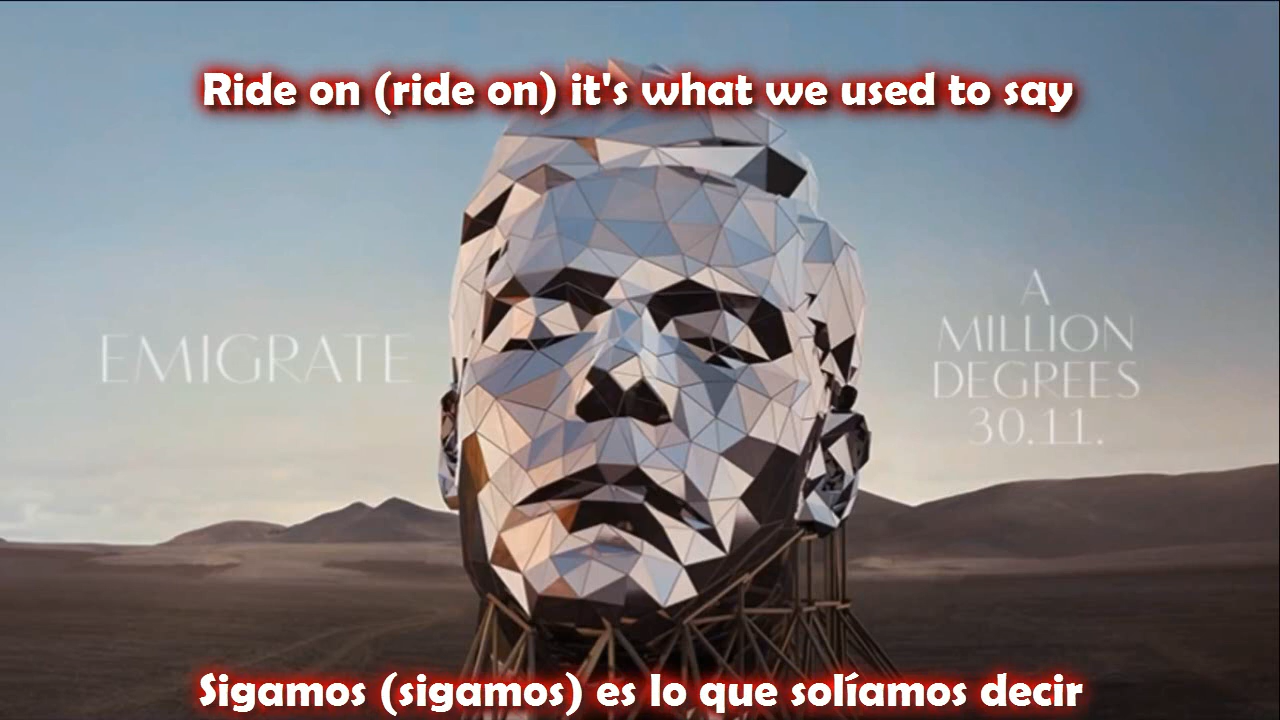 Ride on (ride on) it's what we used to say
EMIGRATE
A
MILLION
DEGREES
30.11.
Sigamos (sigamos) es lo que solíamos decir